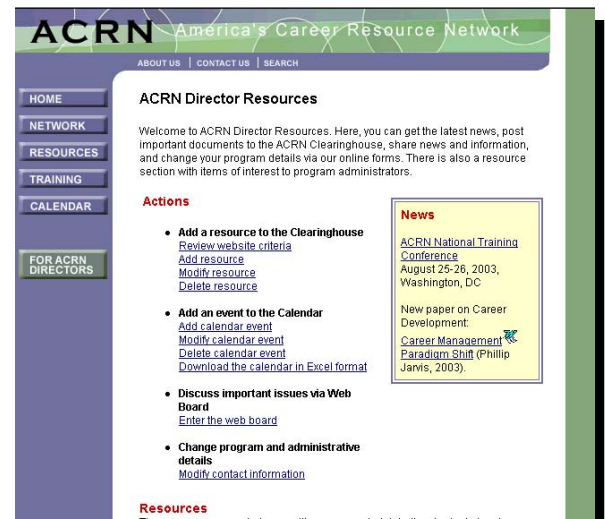 ACRN America's Career Resource Network
ABOUT US | CONTACT US | SEARCH
HOME
NETWORK
RESOURCES
TRAINING
CALENDAR
FOR ACRN
DIRECTORS
ACRN Director Resources
Welcome to ACRN Director Resources. Here, you can get the latest news, post
important documents to the ACRN Clearinghouse, share news and information,
and change your program details via our online forms. There is also a resource
section with items of interest to program administrators.
Actions
• Add a resource to the Clearinghouse
Review website criteria
Add resource
Modify resource
Delete resource
• Add an event to the Calendar
Add calendar event
Modify calendar event
Delete calendar event
Download the calendar in Excel format
• Discuss important issues via Web
Board
Enter the web board
• Change program and administrative
details
Modify contact information
News
ACRN National Training
Conference
August 25-26, 2003,
Washington, DC
New paper on Career
Development:
Career Management
Paradigm Shift (Phillip
Jarvis, 2003).
Resources